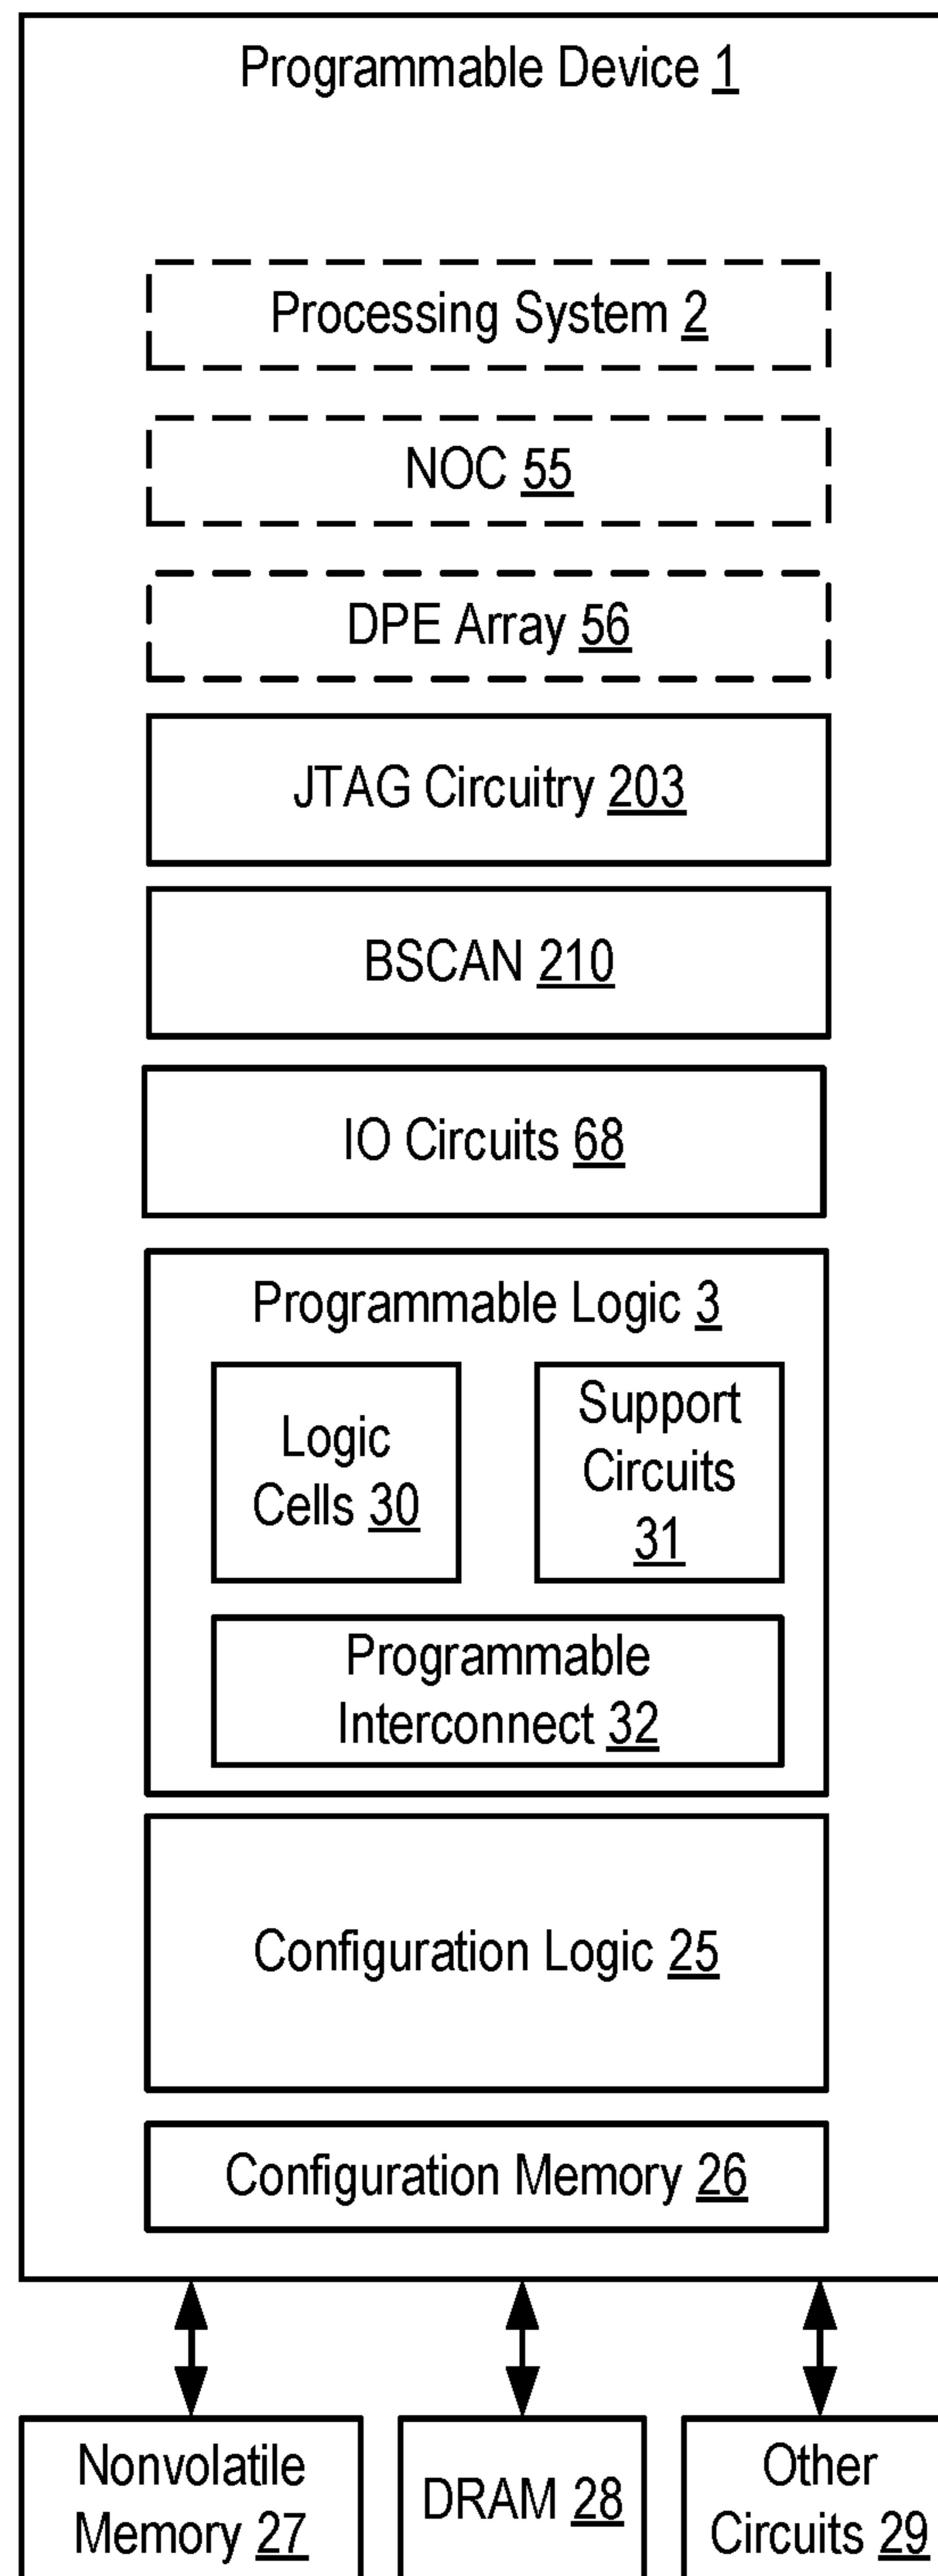 Programmable Device 1
Processing System 2
NOC 55
DPE Array 56
JTAG Circuitry 203
BSCAN 210
IO Circuits 68
Programmable Logic 3
Logic
Cells 30
Support
Circuits
31
Programmable
Interconnect 32
Configuration Logic 25
Configuration Memory 26
Nonvolatile
Memory 27
DRAM 28
Other
Circuits 29